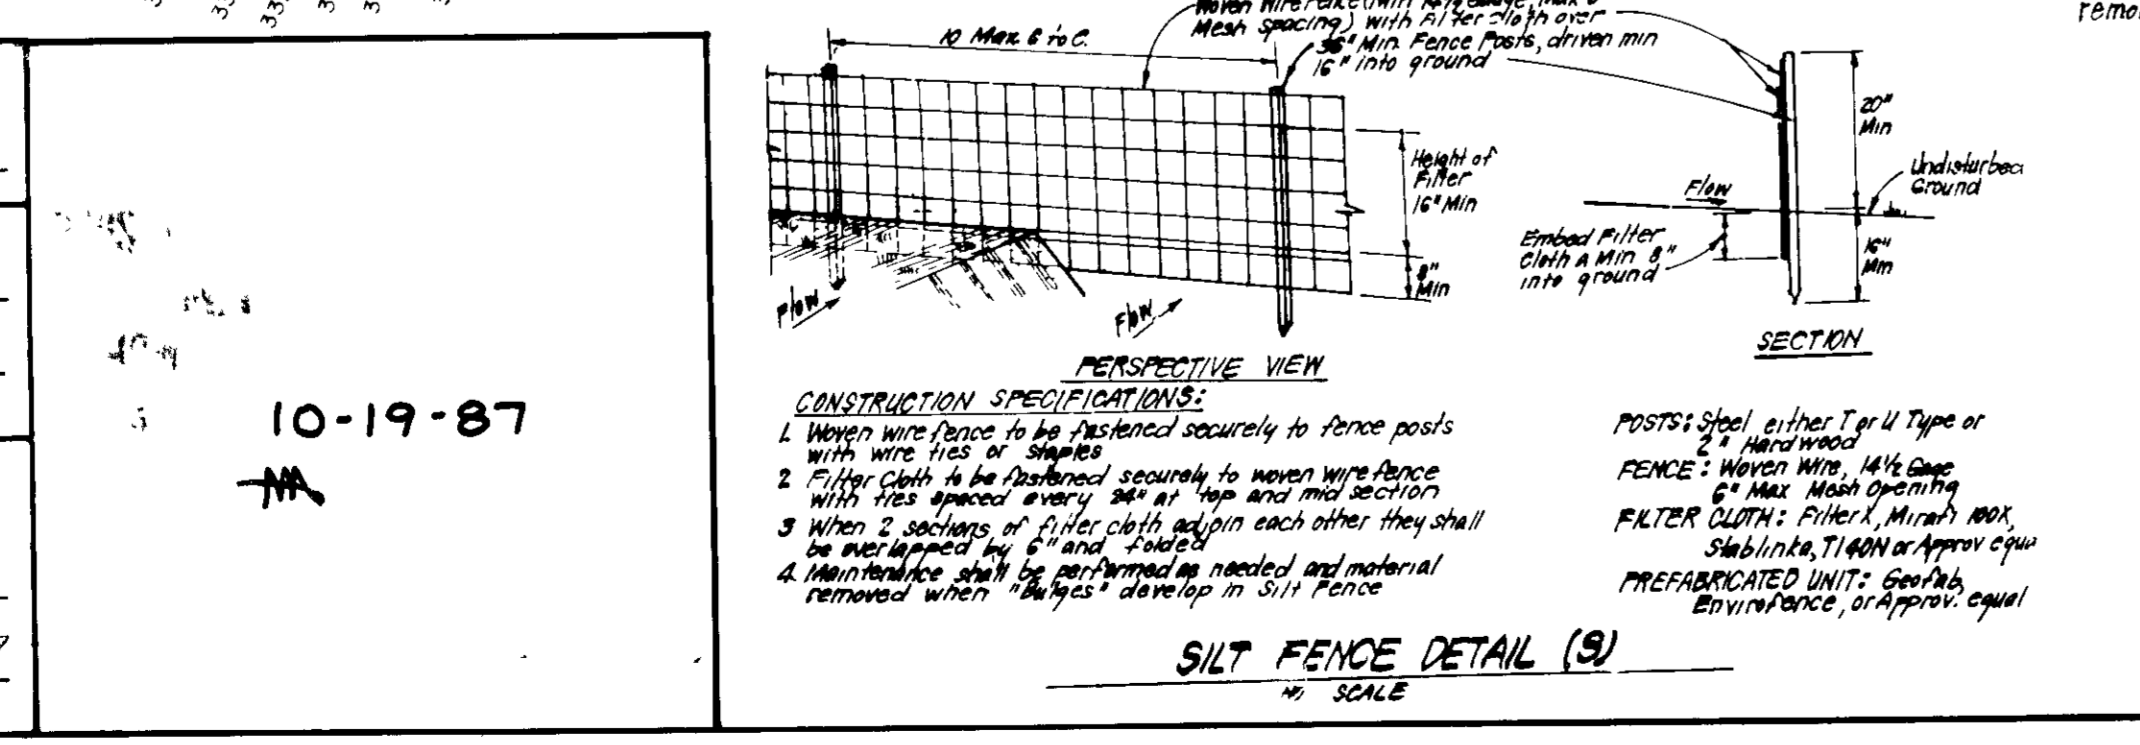 Mesh spacing) with Filter cloth over
36" Min. Fence Posts, driven min
16" into ground
10 Max. C to C.
Height of
Filter
16" Min
8"
Min
Flow
Flow
PERSPECTIVE VIEW
20"
Min
Undisturbed
Ground
Flow
Embed Filter
Cloth A Min 8"
into ground
16"
Min
SECTION
CONSTRUCTION SPECIFICATIONS:
1. Woven wire fence to be fastened securely to fence posts
with wire ties or staples
2 Filter Cloth to be fastened securely to woven wire fence
with ties spaced every 24" at top and mid section
3 When 2 sections of filter cloth adjoin each other they shall
be overlapped by 6" and folded
4. Maintenance shall be performed as needed and material
removed when "Bulges" develop in Silt Fence
POSTS: Steel either T or U Type or
2" Hardwood
FENCE: Woven Wire, 14½ Gage
6" Max Mesh Opening
FILTER CLOTH: Filter X, Mirafi 100X,
Stablinka, T140N or Approv equa
PREFABRICATED UNIT: Geofab,
Envirofence, or Approv. equal
SILT FENCE DETAIL (S)
SCALE
10-19-87
remo